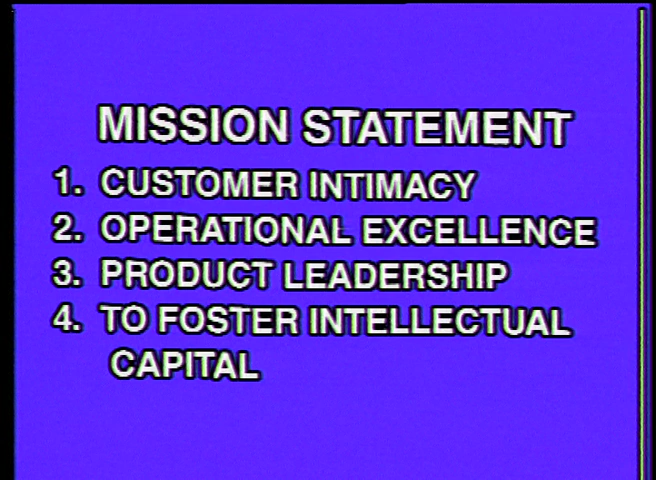 MISSION STATEMENT
1. CUSTOMER INTIMACY
2. OPERATIONAL EXCELLENCE
3. PRODUCT LEADERSHIP
4. TO FOSTER INTELLECTUAL
CAPITAL